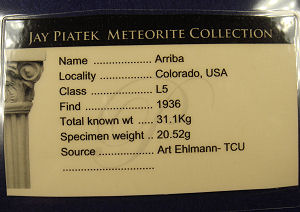 JAY PIATEK METEORITE COLLECTION
Name .................... Arriba
Locality ................. Colorado, USA
Class ..................... L5
Find ....................... 1936
Total known wt ..... 31.1Kg
Specimen weight .. 20.52g
Source ................... Art Ehlmann- TCU
..............................